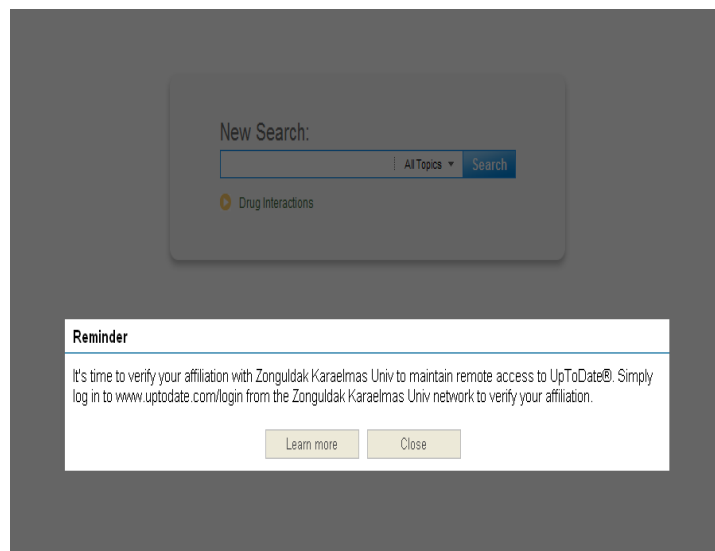 New Search:
All Topics Search
Drug Interactions
Reminder
It's time to verify your affiliation with Zonguldak Karaelmas Univ to maintain remote access to UpToDate®. Simply
log in to www.uptodate.com/login from the Zonguldak Karaelmas Univ network to verify your affiliation.
Learn more Close